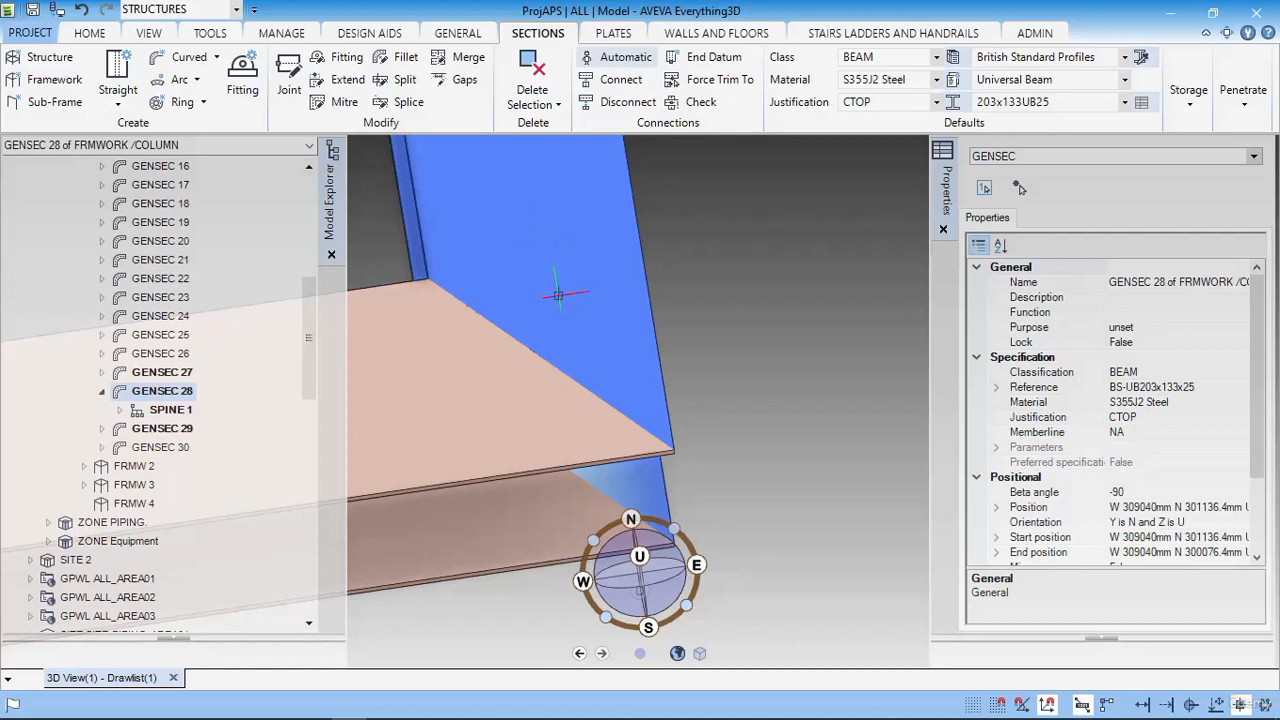 STRUCTURES
ProjAPS | ALL | Model - AVEVA Everything3D
PROJECT HOME VIEW TOOLS MANAGE DESIGN AIDS GENERAL SECTIONS PLATES WALLS AND FLOORS STAIRS LADDERS AND HANDRAILS ADMIN
Structure
Framework
Sub-Frame
Straight
Curved
Arc
Ring
Fitting
Create
Joint
Fitting
Extend
Mitre
Fillet
Split
Splice
Merge
Gaps
Modify
Delete
Selection
Delete
Automatic
Connect
Disconnect
End Datum
Force Trim To
Check
Connections
Class BEAM
Material S355J2 Steel
Justification CTOP
British Standard Profiles
Universal Beam
203x133UB25
Defaults
Storage
Penetrate
GENSEC 28 of FRMWORK /COLUMN
GENSEC 16
GENSEC 17
GENSEC 18
GENSEC 19
GENSEC 20
GENSEC 21
GENSEC 22
GENSEC 23
GENSEC 24
GENSEC 25
GENSEC 26
GENSEC 27
GENSEC 28
SPINE 1
GENSEC 29
GENSEC 30
FRMW 2
FRMW 3
FRMW 4
ZONE PIPING.
ZONE Equipment
SITE 2
GPWL ALL_AREA01
GPWL ALL_AREA02
GPWL ALL_AREA03
Model Explorer
N
U
E
W
S
Properties
GENSEC
Properties
General
Name GENSEC 28 of FRMWORK /CO
Description
Function
Purpose unset
Lock False
Specification
Classification BEAM
Reference BS-UB203x133x25
Material S355J2 Steel
Justification CTOP
Memberline NA
Parameters
Preferred specificati False
Positional
Beta angle -90
Position W 309040mm N 301136.4mm U
Orientation Y is N and Z is U
Start position W 309040mm N 301136.4mm U
End position W 309040mm N 300076.4mm U
General
General
3D View(1) - Drawlist(1)